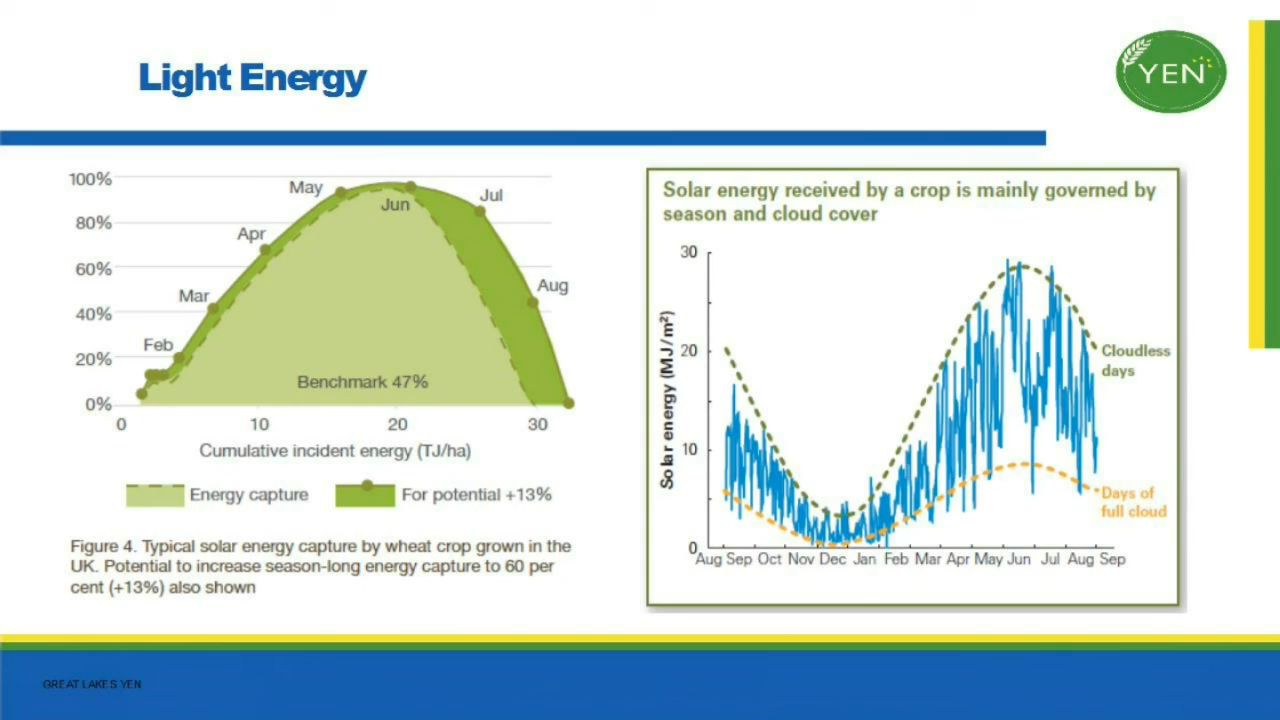 Light Energy
YEN
100%
80%
60%
40%
20%
0%
Feb
Mar
Apr
May
Jun
Jul
Aug
Benchmark 47%
0
10
20
30
Cumulative incident energy (TJ/ha)
Energy capture
For potential +13%
Figure 4. Typical solar energy capture by wheat crop grown in the
UK. Potential to increase season-long energy capture to 60 per
cent (+13%) also shown
Solar energy received by a crop is mainly governed by
season and cloud cover
Solar energy (MJ/m²)
30
20
10
0
Cloudless
days
Days of
full cloud
Aug Sep Oct Nov Dec Jan Feb Mar Apr May Jun Jul Aug Sep
GREAT LAKES YEN